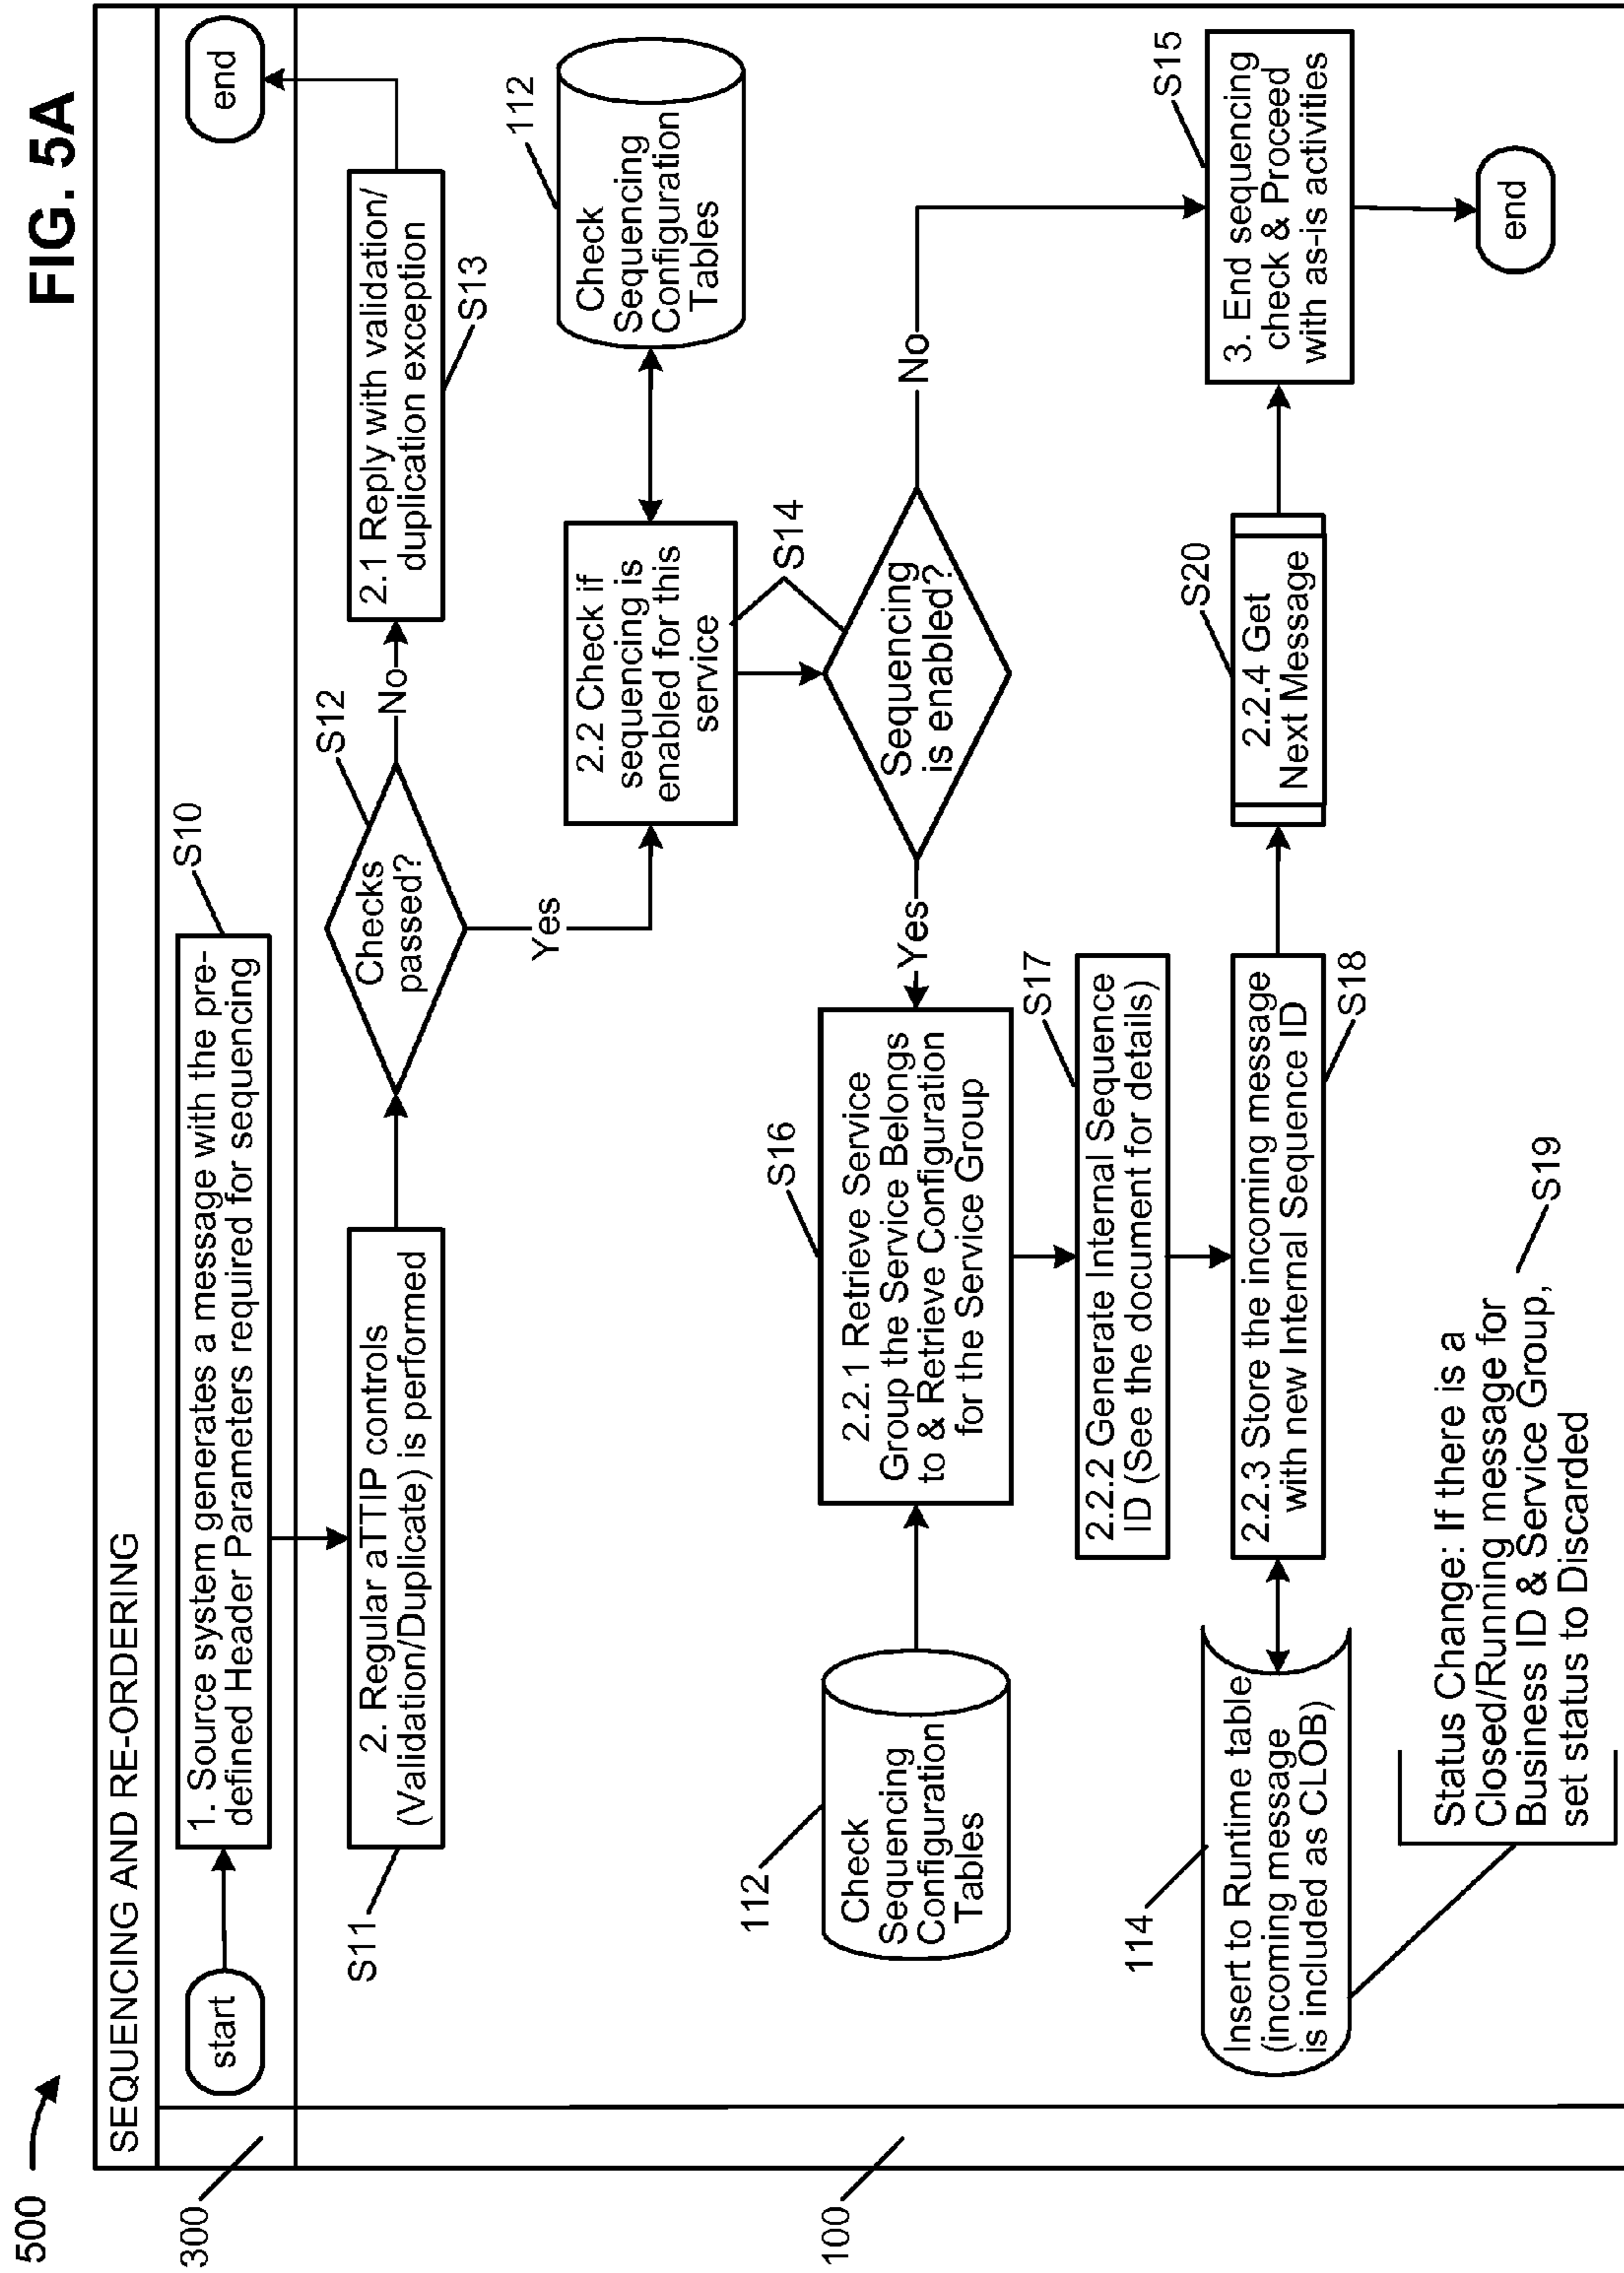 FIG. 5A
500
SEQUENCING AND RE-ORDERING
300
start
1. Source system generates a message with the pre-
defined Header Parameters required for sequencing
S10
end
100
S11
2. Regular aTTIP controls
(Validation/Duplicate) is performed
Checks
passed?
S12
No
2.1 Reply with validation/
duplication exception
S13
Yes
2.2 Check if
sequencing is
enabled for this
service
S14
Check
Sequencing
Configuration
Tables
112
Sequencing
is enabled?
No
Yes
112
Check
Sequencing
Configuration
Tables
S16
2.2.1 Retrieve Service
Group the Service Belongs
to & Retrieve Configuration
for the Service Group
S17
2.2.2 Generate Internal Sequence
ID (See the document for details)
114
Insert to Runtime table
(incoming message
is included as CLOB)
2.2.3 Store the incoming message
with new Internal Sequence ID
S18
S20
2.2.4 Get
Next Message
3. End sequencing
check & Proceed
with as-is activities
S15
end
Status Change: If there is a
Closed/Running message for
Business ID & Service Group,
set status to Discarded
S19